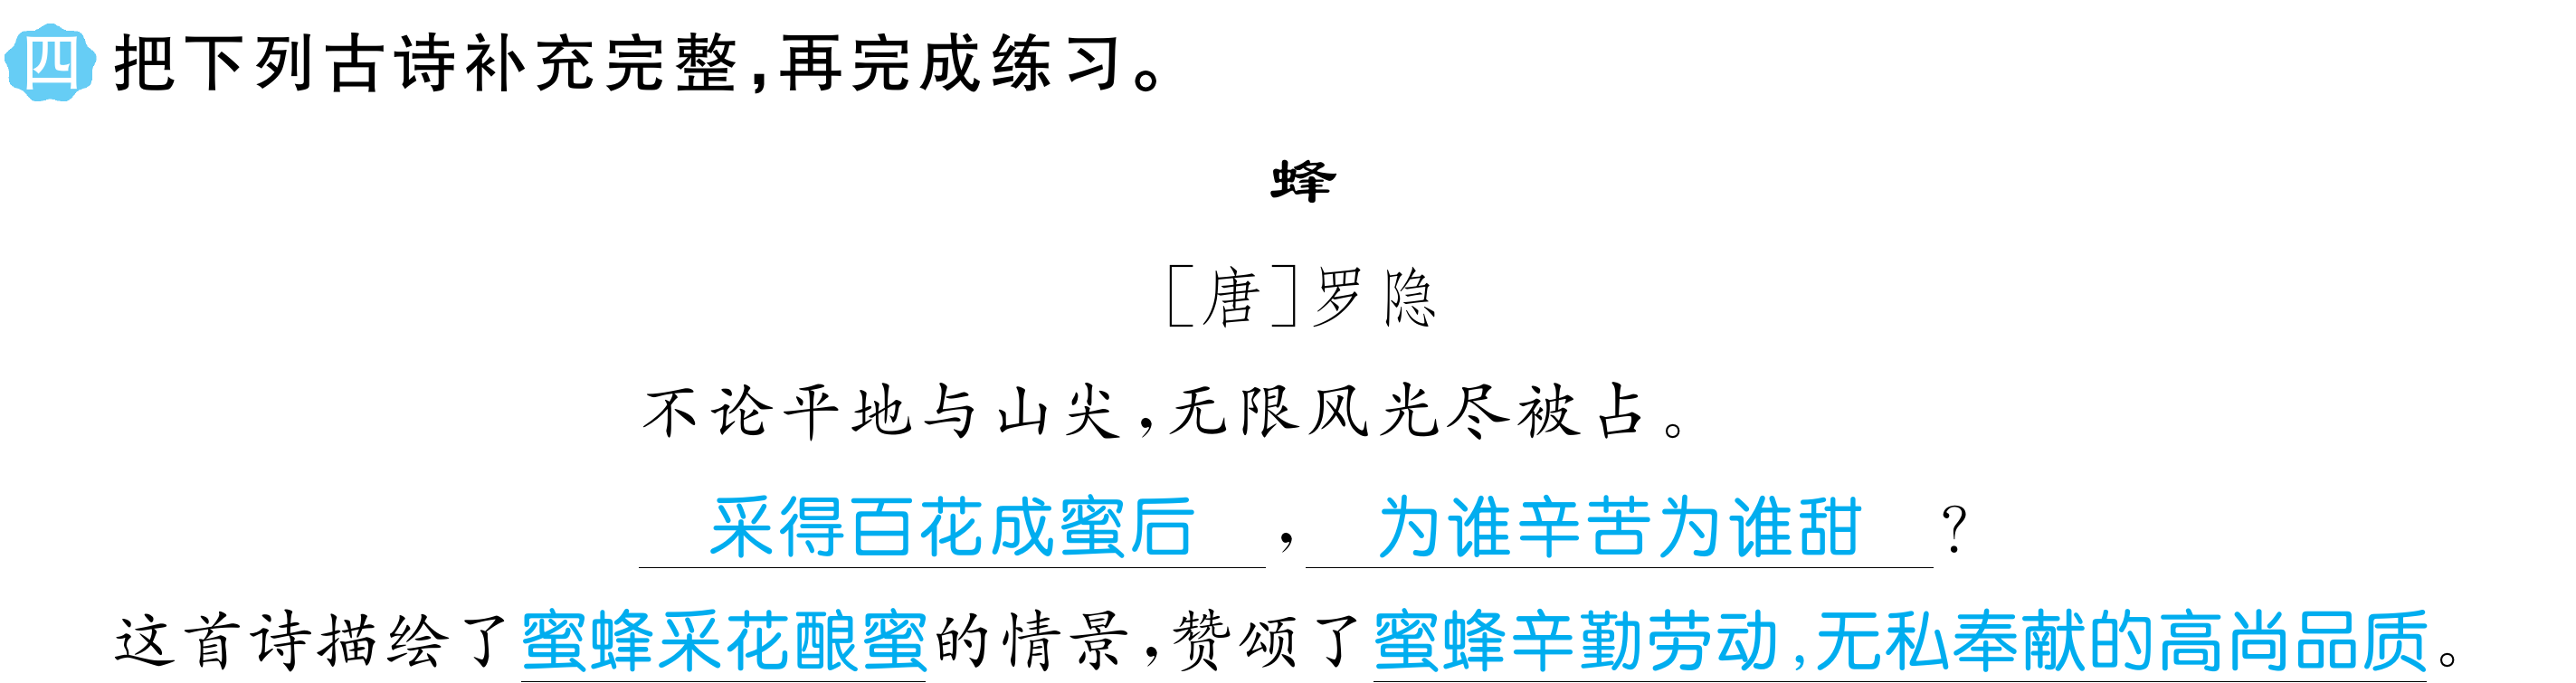 四 把下列古诗补充完整,再完成练习。
蜂
[唐]罗隐
不论平地与山尖,无限风光尽被占。
采得百花成蜜后,为谁辛苦为谁甜?
这首诗描绘了蜜蜂采花酿蜜的情景,赞颂了蜜蜂辛勤劳动,无私奉献的高尚品质。